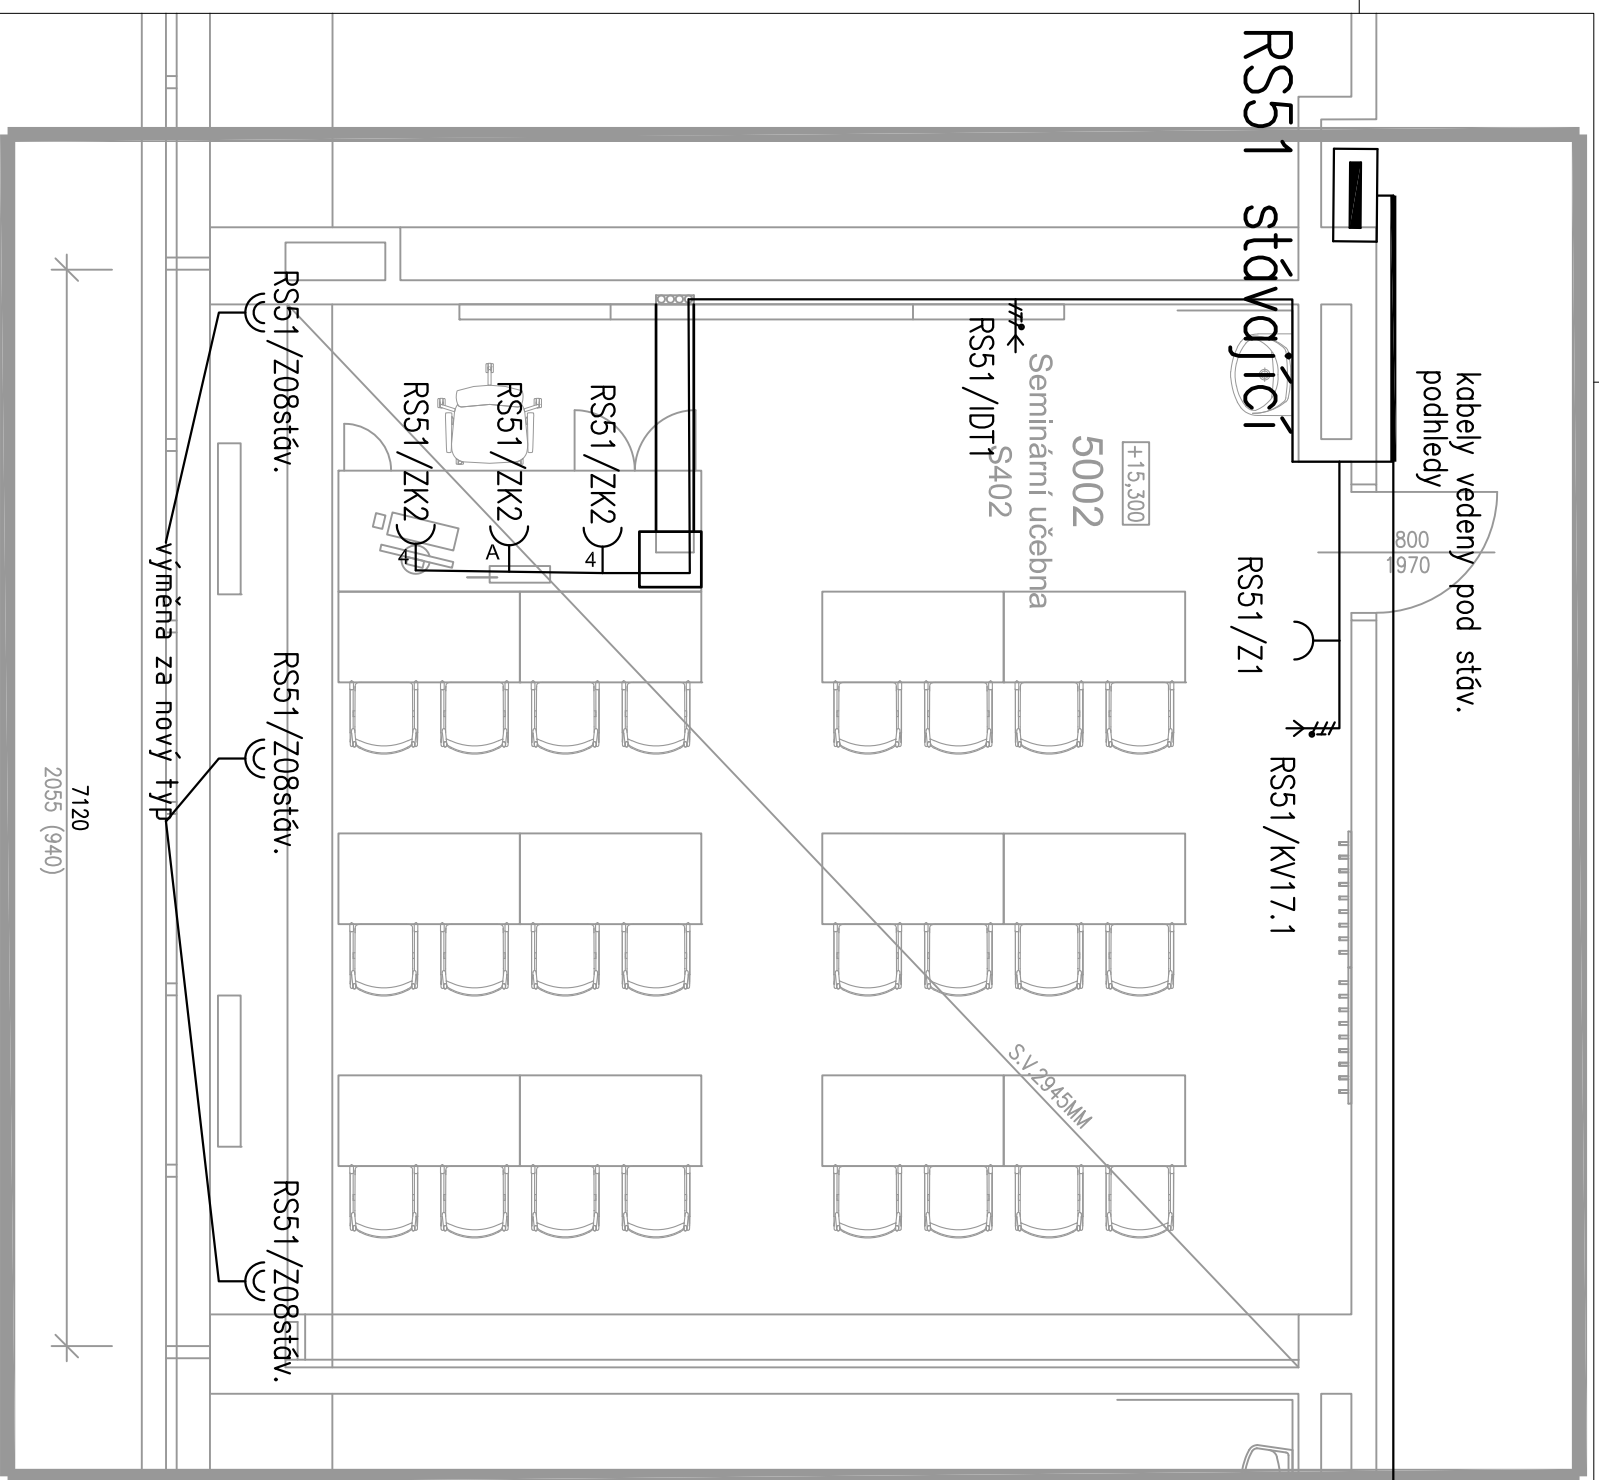 RS51 stávající
kabely vedeny pod stáv.
podhledy
800
1970
+15,300
5002
Seminární učebna
S402
RS51/IDT1
RS51/Z1
RS51/KV17.1
RS51/ZK2
4
RS51/ZK2
A
RS51/ZK2
4
S.V.2945MM
RS51/Z08stáv.
RS51/Z08stáv.
RS51/Z08stáv.
výměna za nový typ
7120
2055 (940)